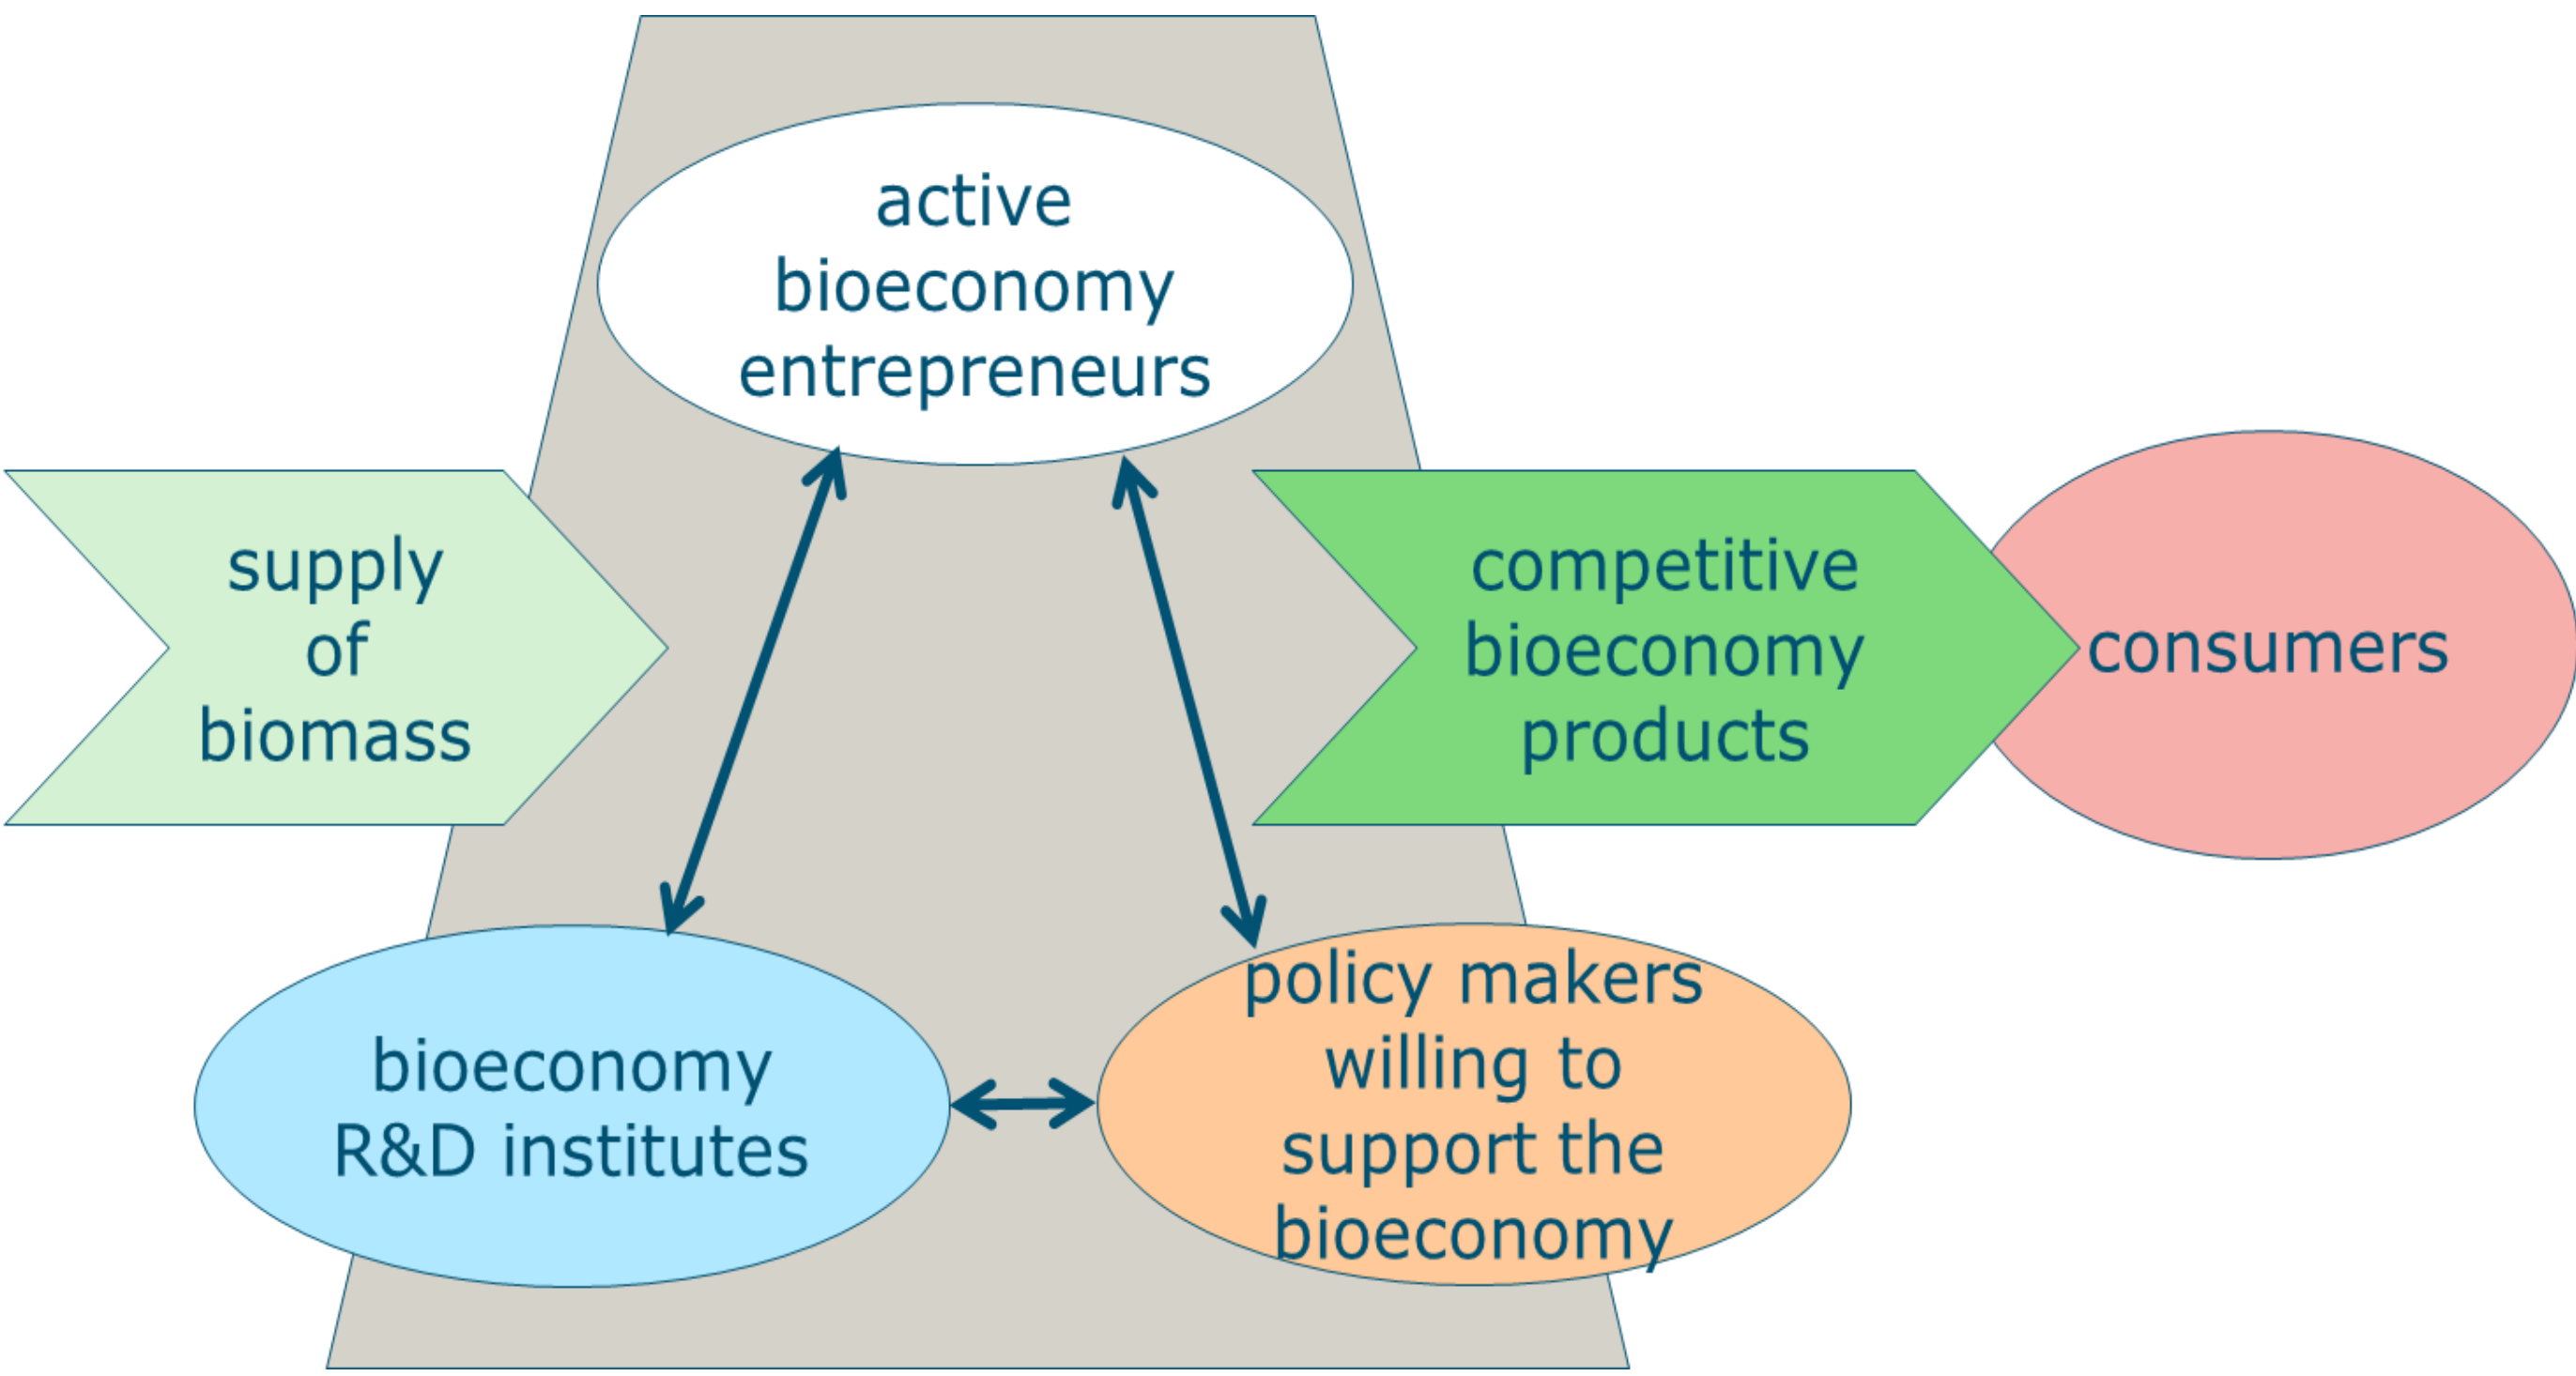 active
bioeconomy
entrepreneurs
supply
of
biomass
competitive
bioeconomy
products
consumers
bioeconomy
R&D institutes
policy makers
willing to
support the
bioeconomy